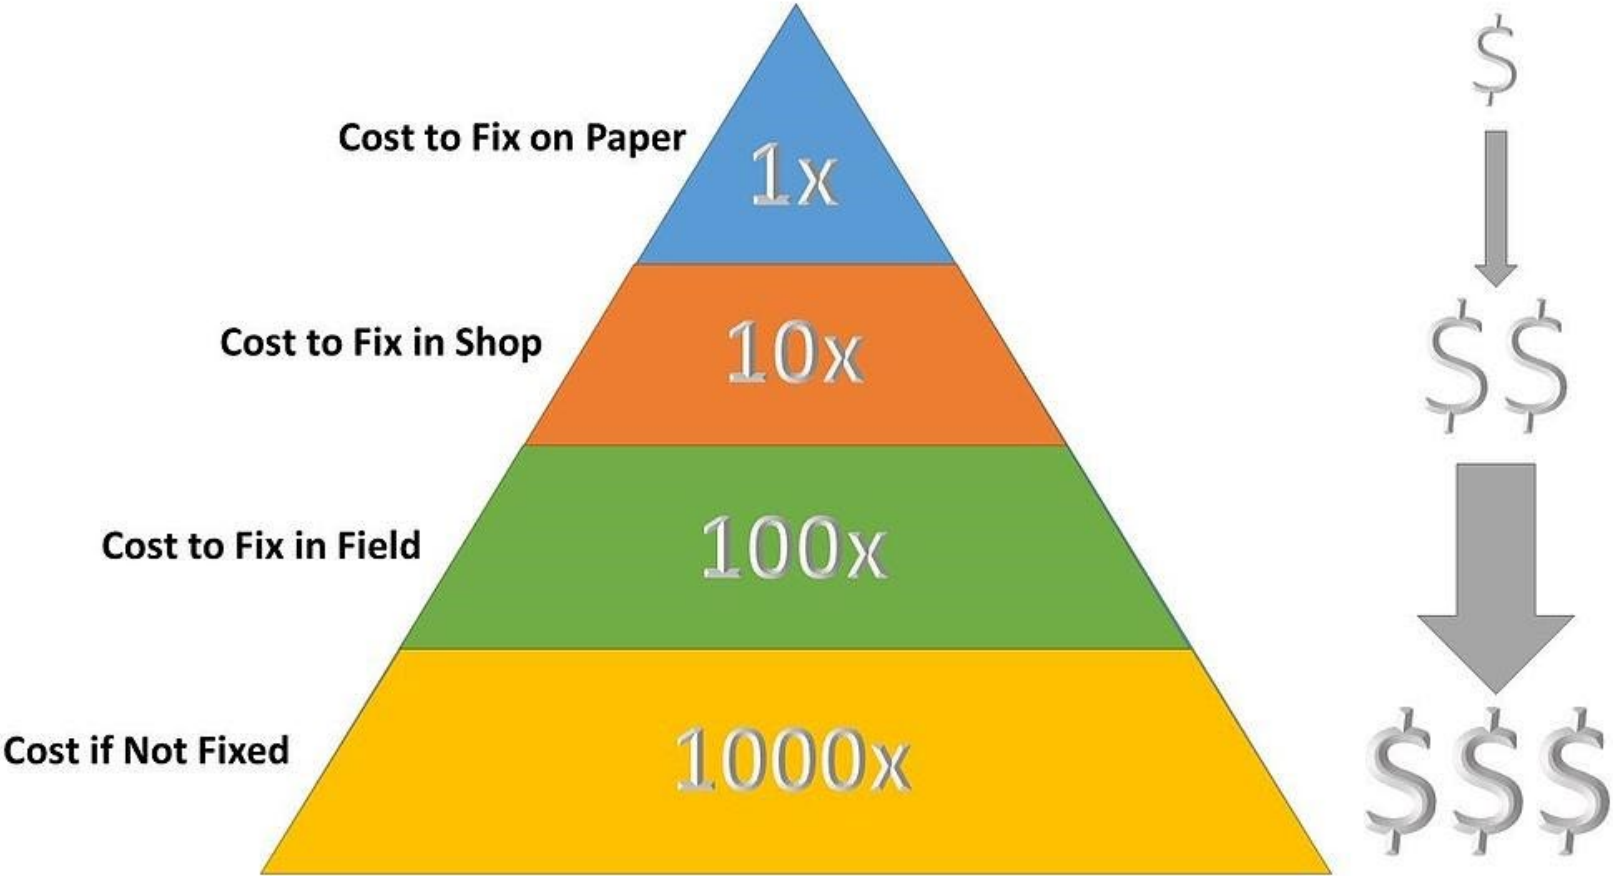 $
Cost to Fix on Paper
1x
Cost to Fix in Shop
10x
$$
Cost to Fix in Field
100x
Cost if Not Fixed
1000x
$$$